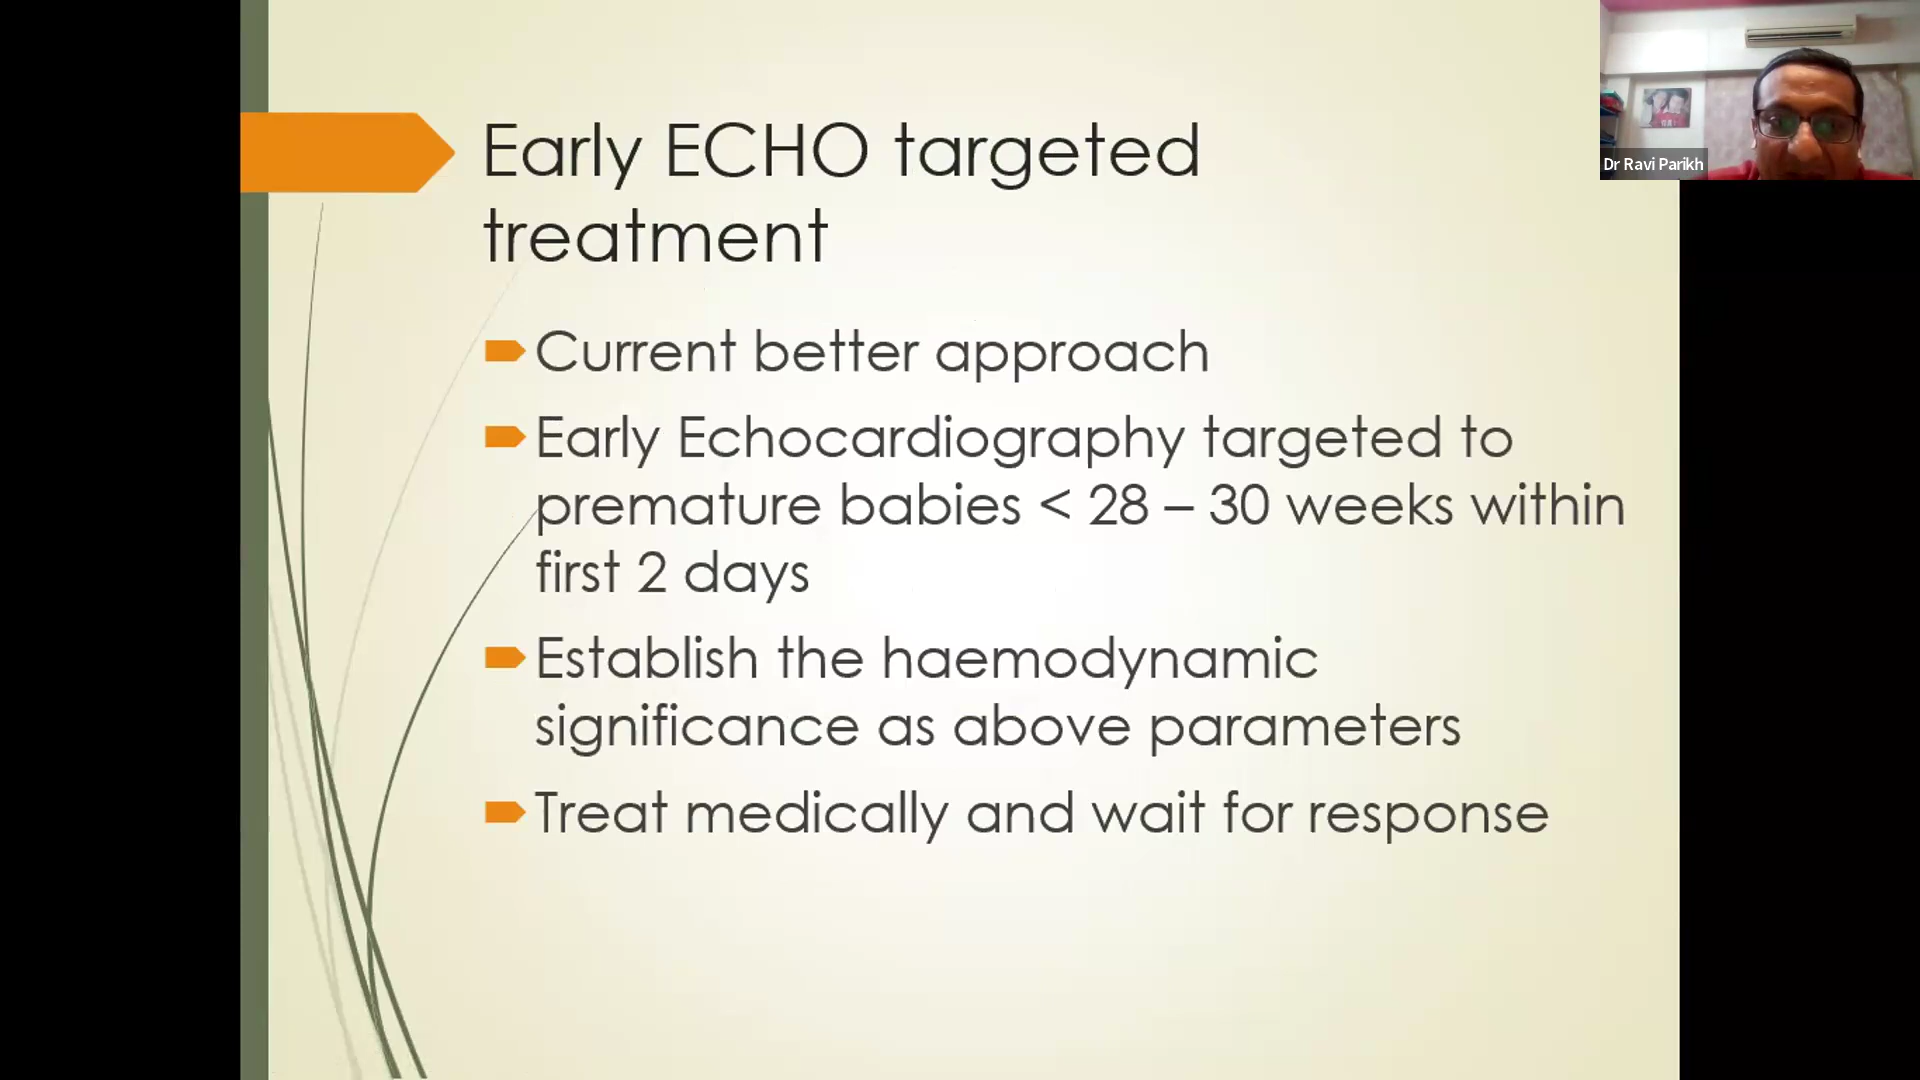 Early ECHO targeted
treatment
Current better approach
Early Echocardiography targeted to
premature babies < 28 – 30 weeks within
first 2 days
Establish the haemodynamic
significance as above parameters
Treat medically and wait for response
Dr Ravi Parikh